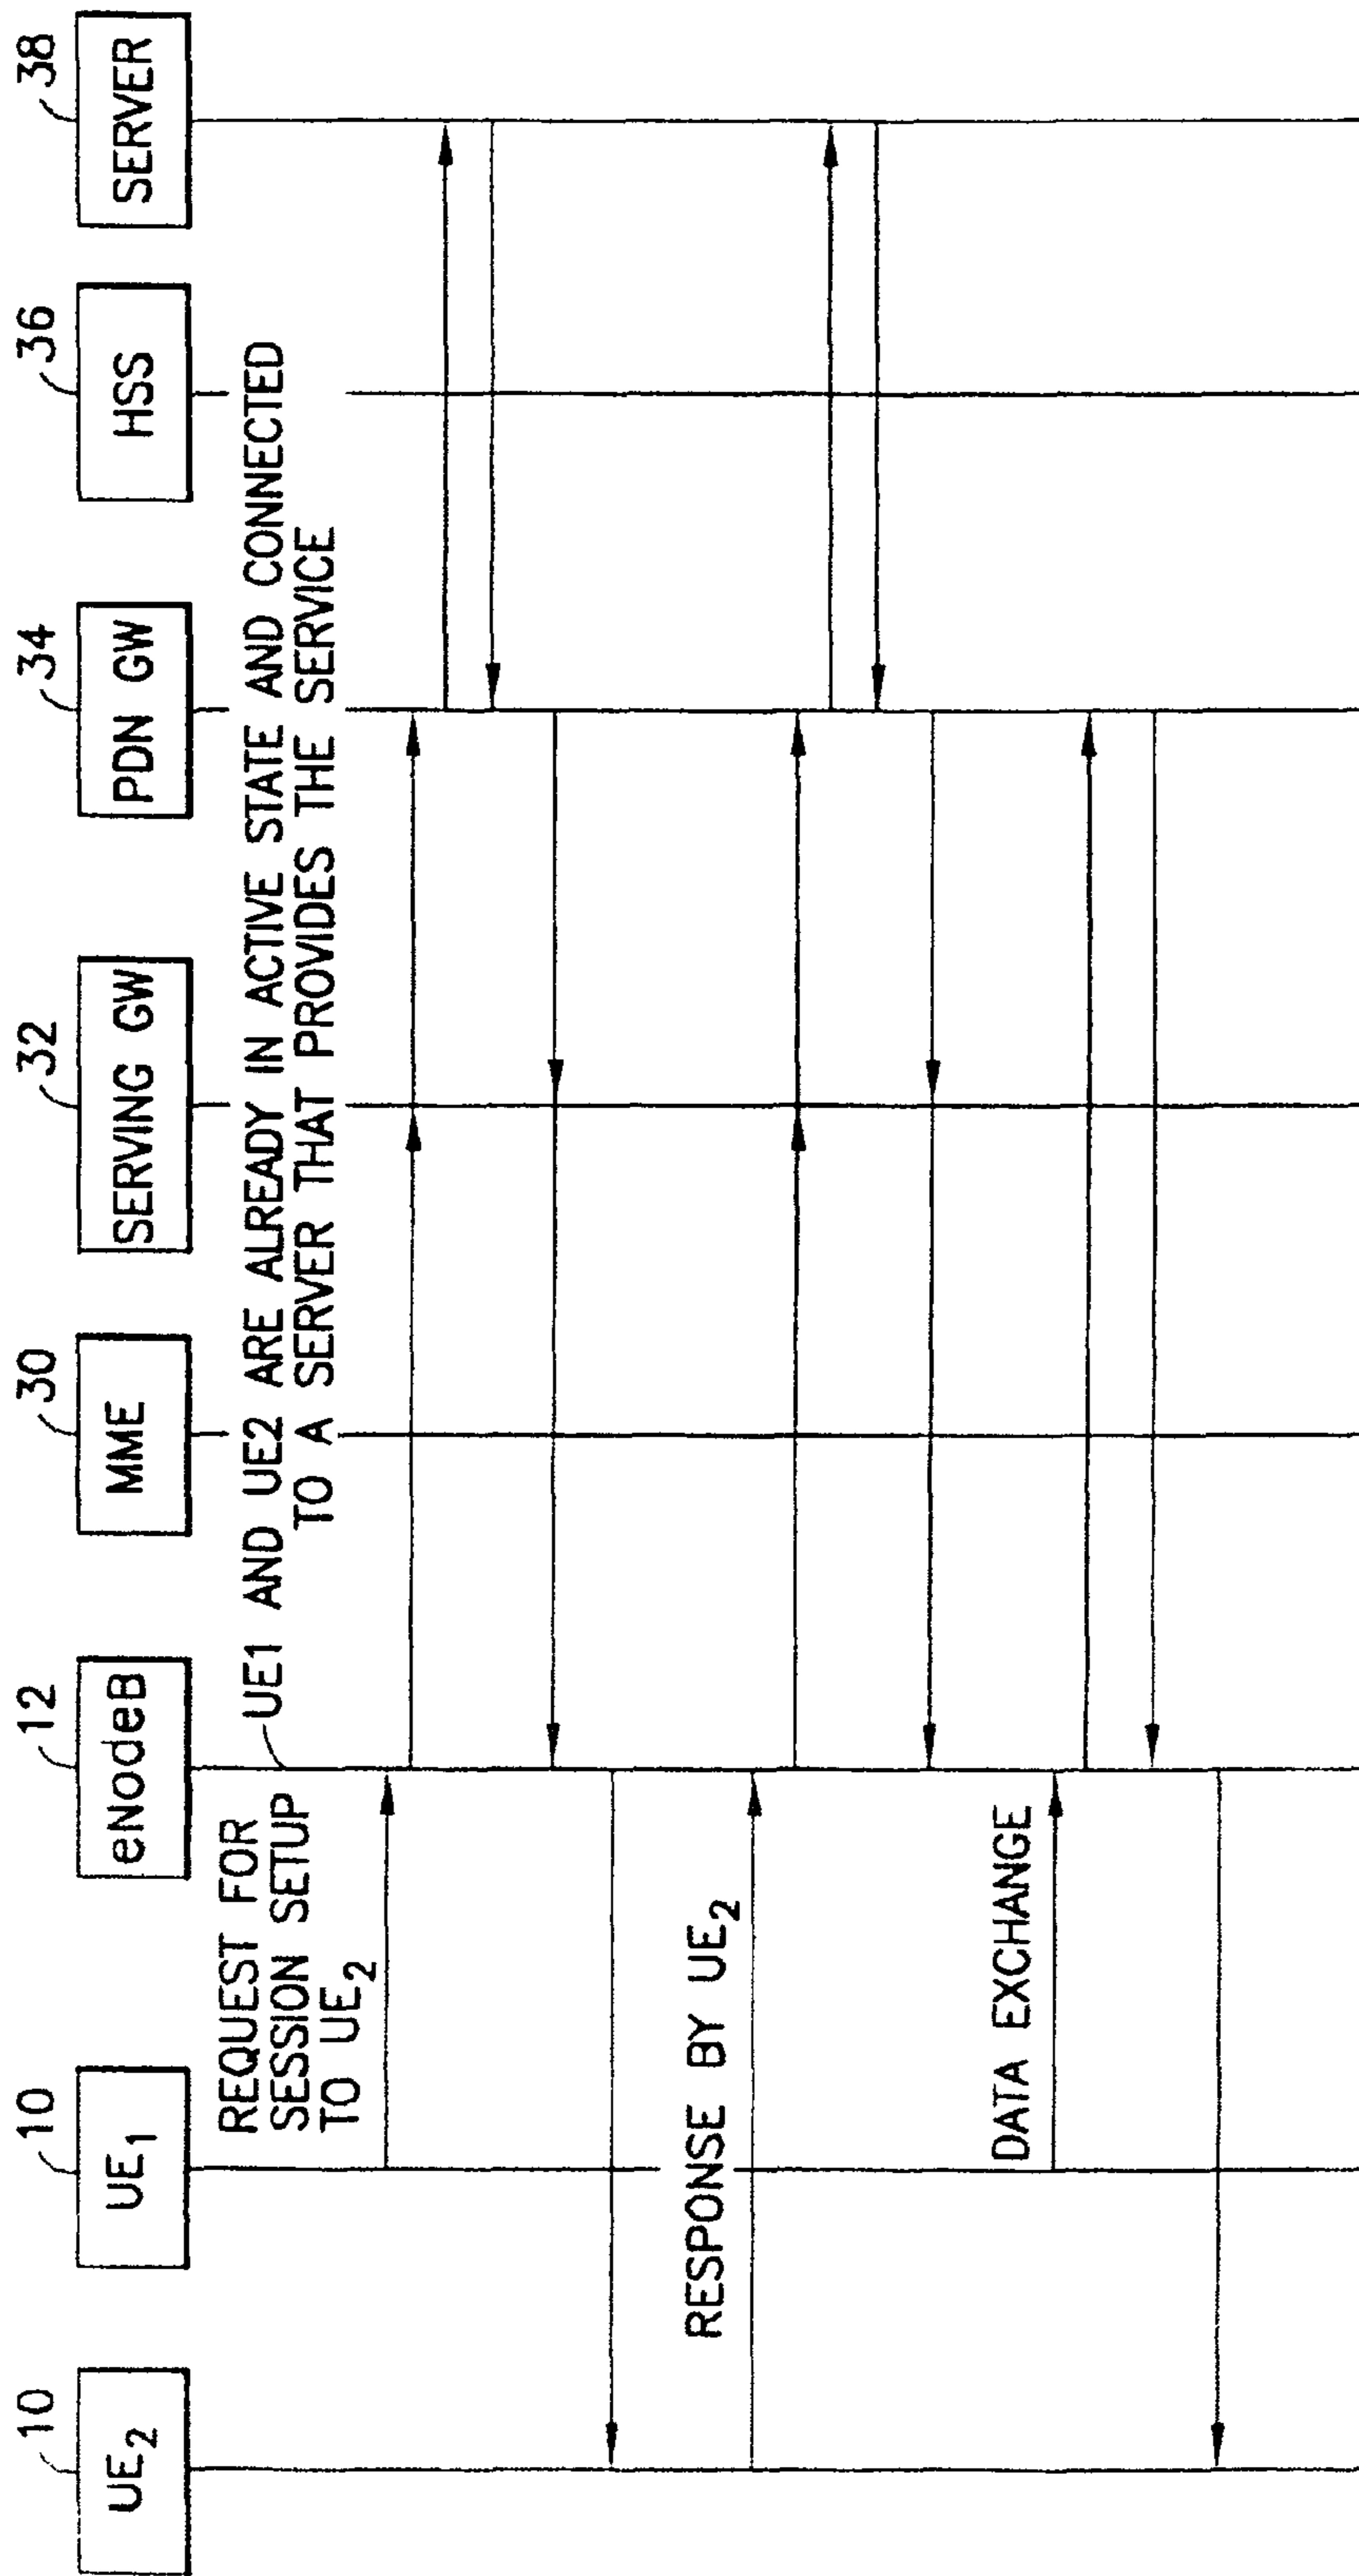 10
12
30
32
34
36
38
UE2
UE1
eNodeB
MME
SERVING GW
PDN GW
HSS
SERVER
10
REQUEST FOR
SESSION SETUP
TO UE2
UE1 AND UE2 ARE ALREADY IN ACTIVE STATE AND CONNECTED
TO A SERVER THAT PROVIDES THE SERVICE
RESPONSE BY UE2
DATA EXCHANGE